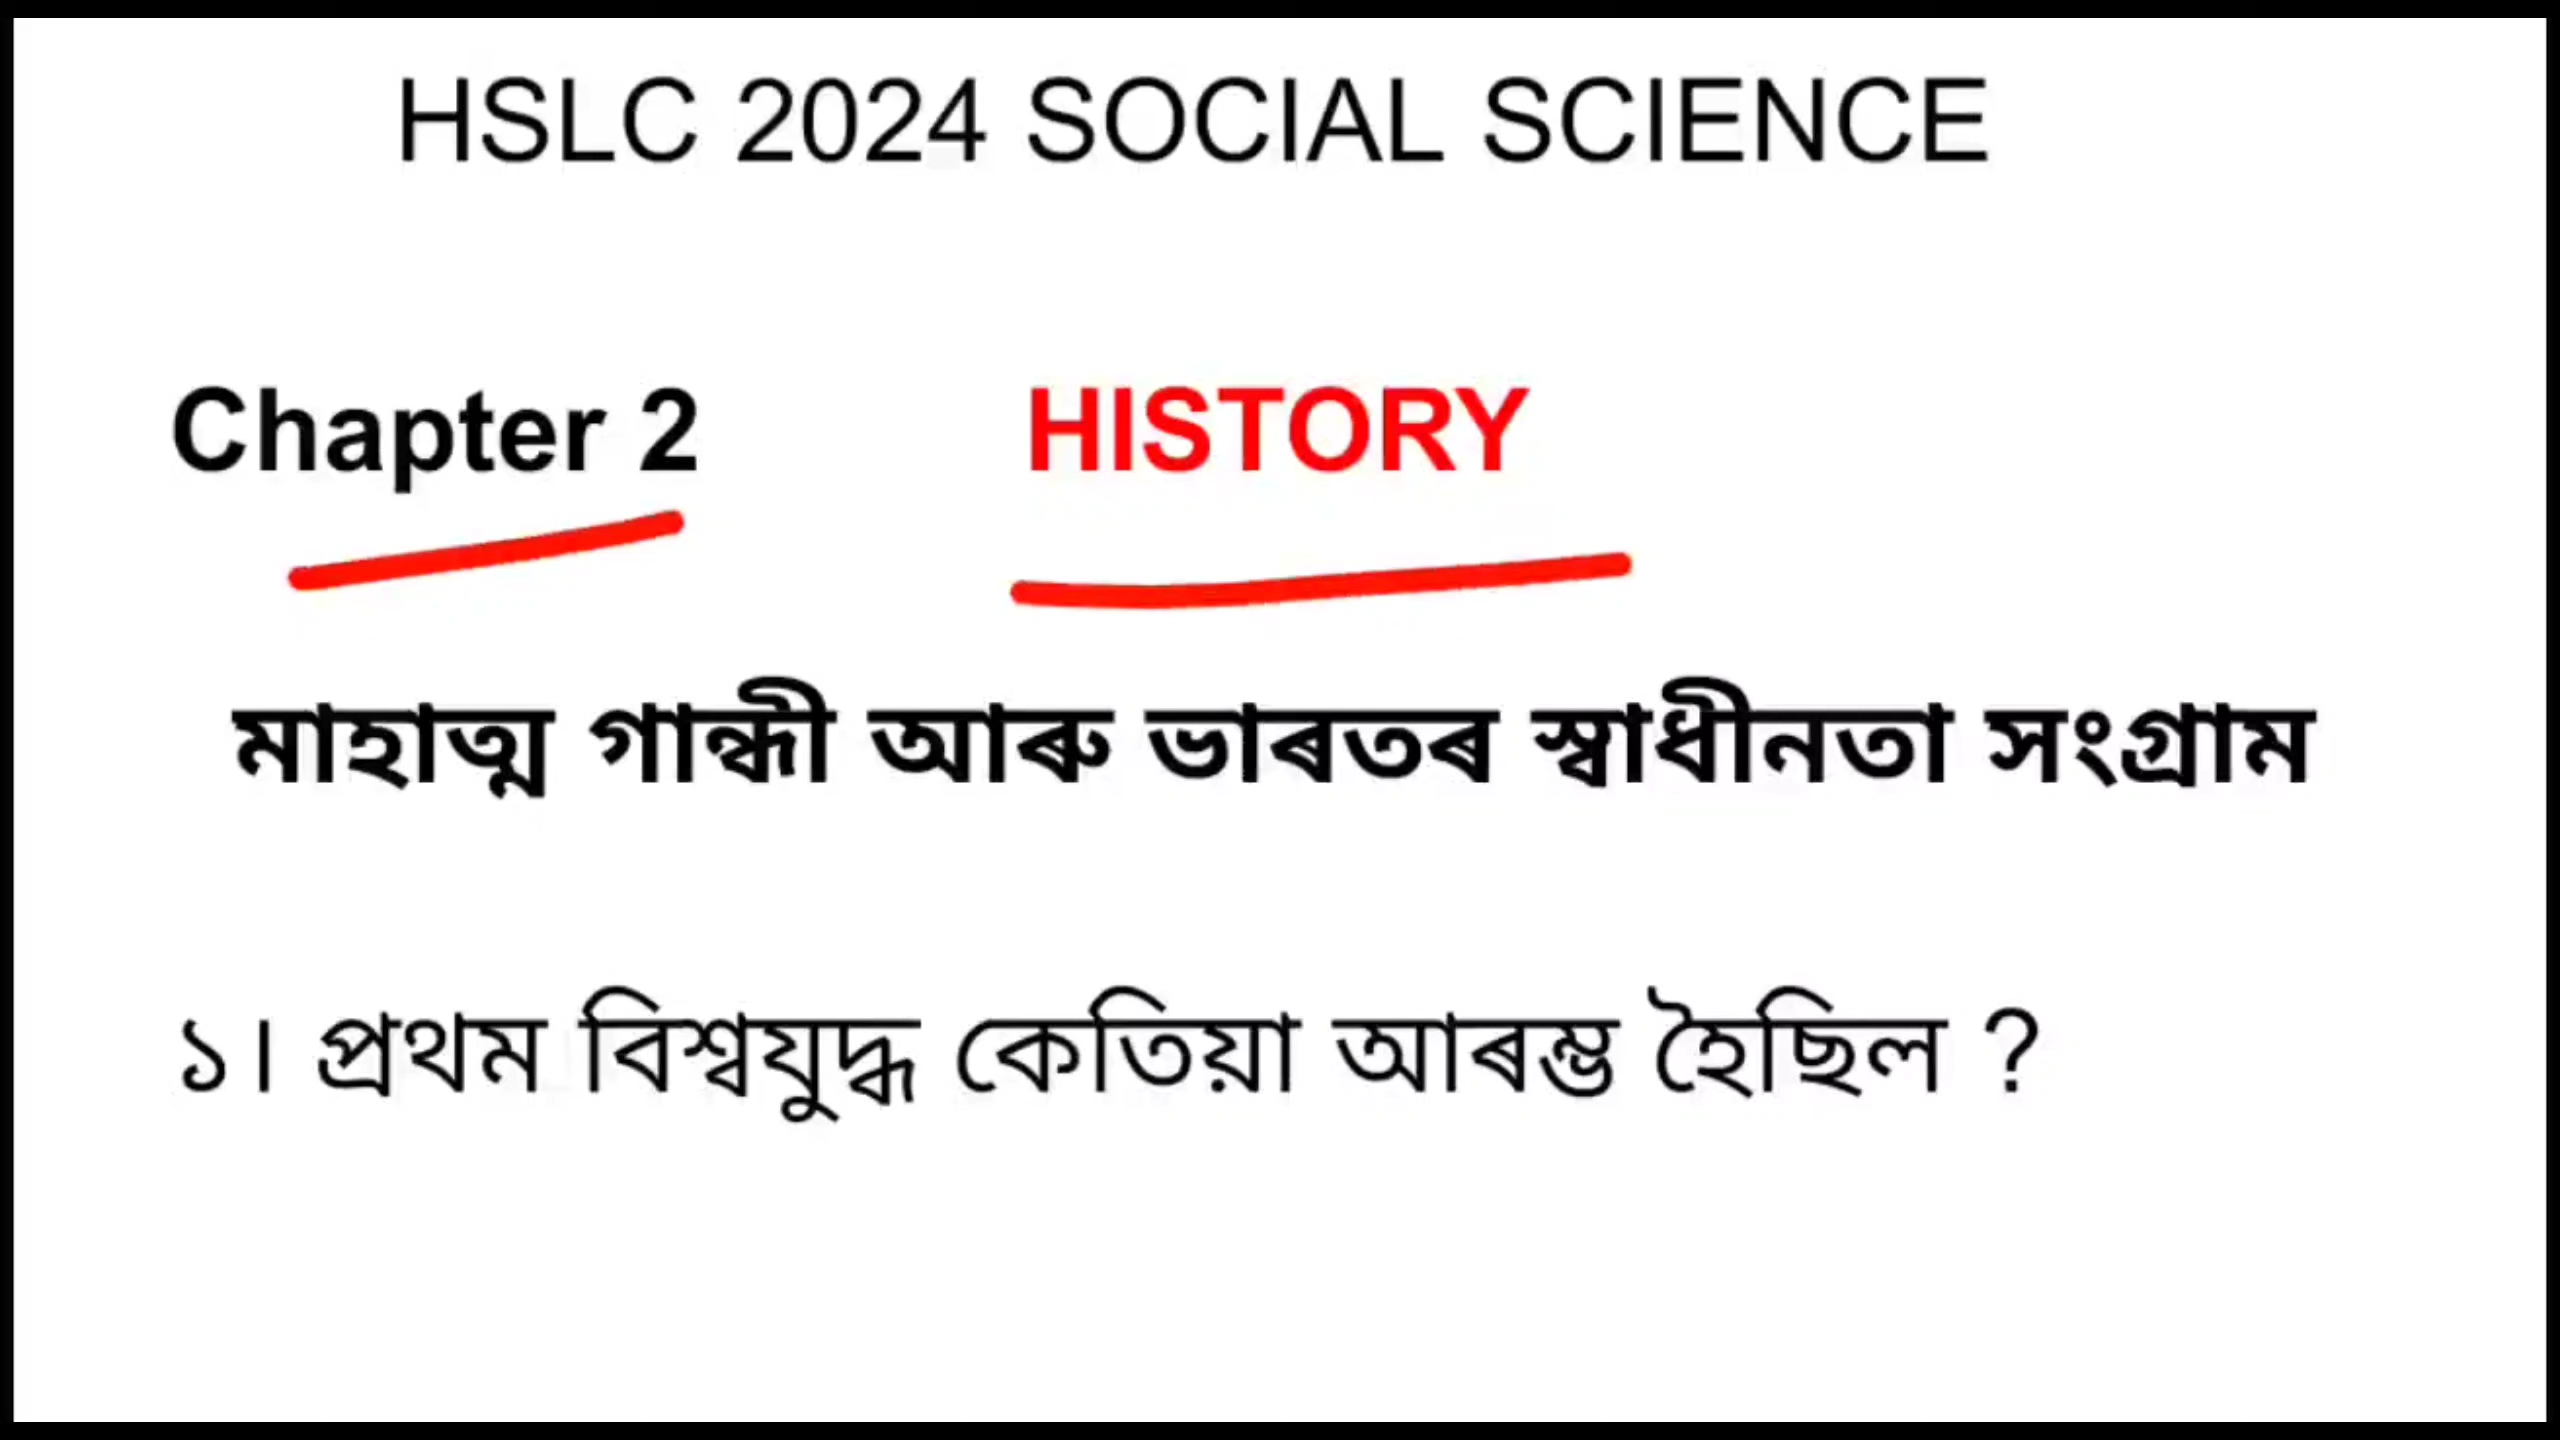 HSLC 2024 SOCIAL SCIENCE
Chapter 2 HISTORY
মাহাত্ম গান্ধী আৰু ভাৰতৰ স্বাধীনতা সংগ্ৰাম
১। প্ৰথম বিশ্বযুদ্ধ কেতিয়া আৰম্ভ হৈছিল ?